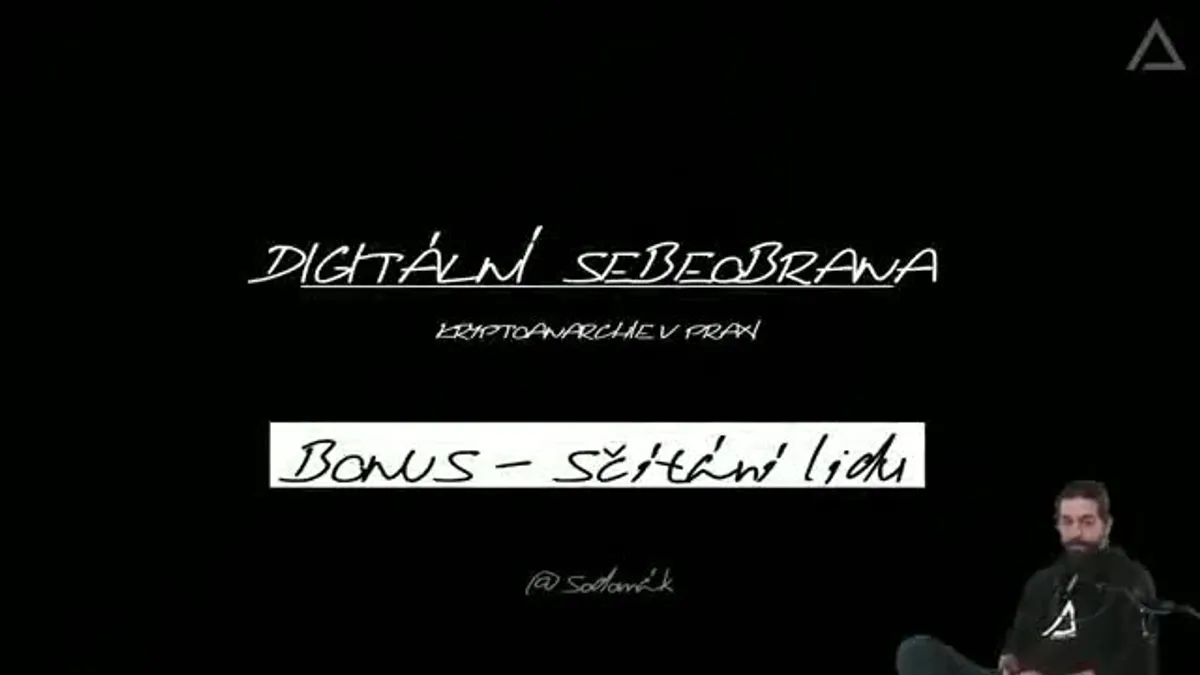 DIGITÁLNÍ SEBEOBRANA
KRYPTOANARCHIE V PRAXI
BONUS – Sčítání lidu